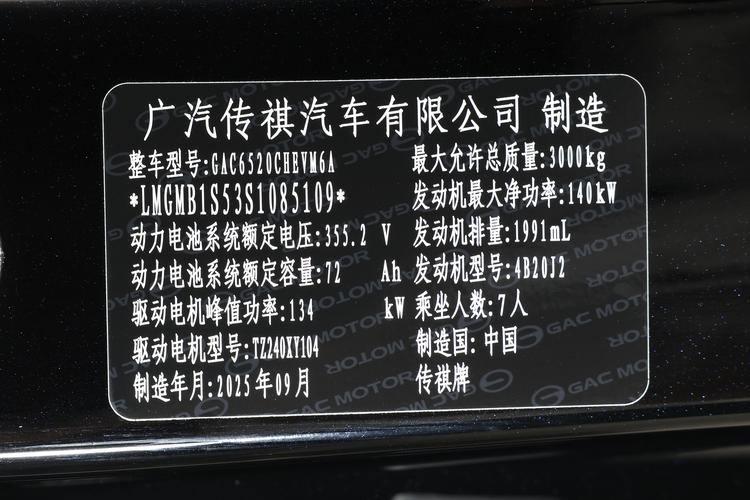 广汽传祺汽车有限公司 制造
整车型号:GAC6520CHEVM6A
*LMGMB1S53S1085109*
动力电池系统额定电压:355.2 V
动力电池系统额定容量:72 Ah
驱动电机峰值功率:134 kW
驱动电机型号:TZ240XY104
制造年月:2025年09月
最大允许总质量:3000kg
发动机最大净功率:140kW
发动机排量:1991mL
发动机型号:4B20J2
乘坐人数:7人
制造国:中国
传祺牌
GAC MOTOR